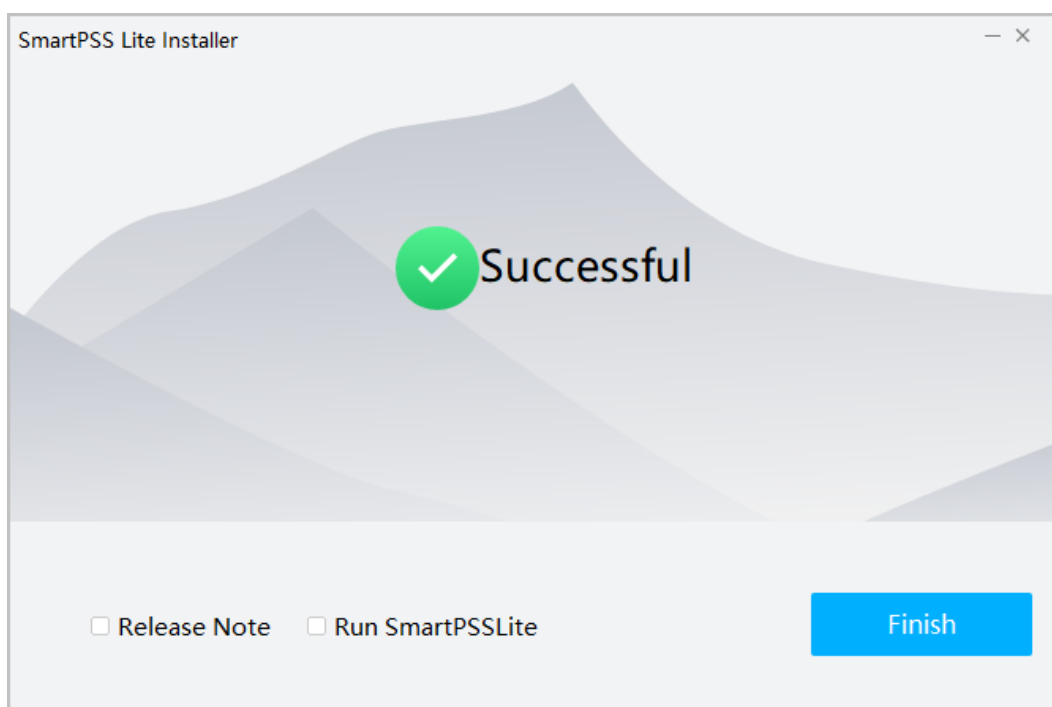 SmartPSS Lite Installer
Successful
Release Note
Run SmartPSSLite
Finish